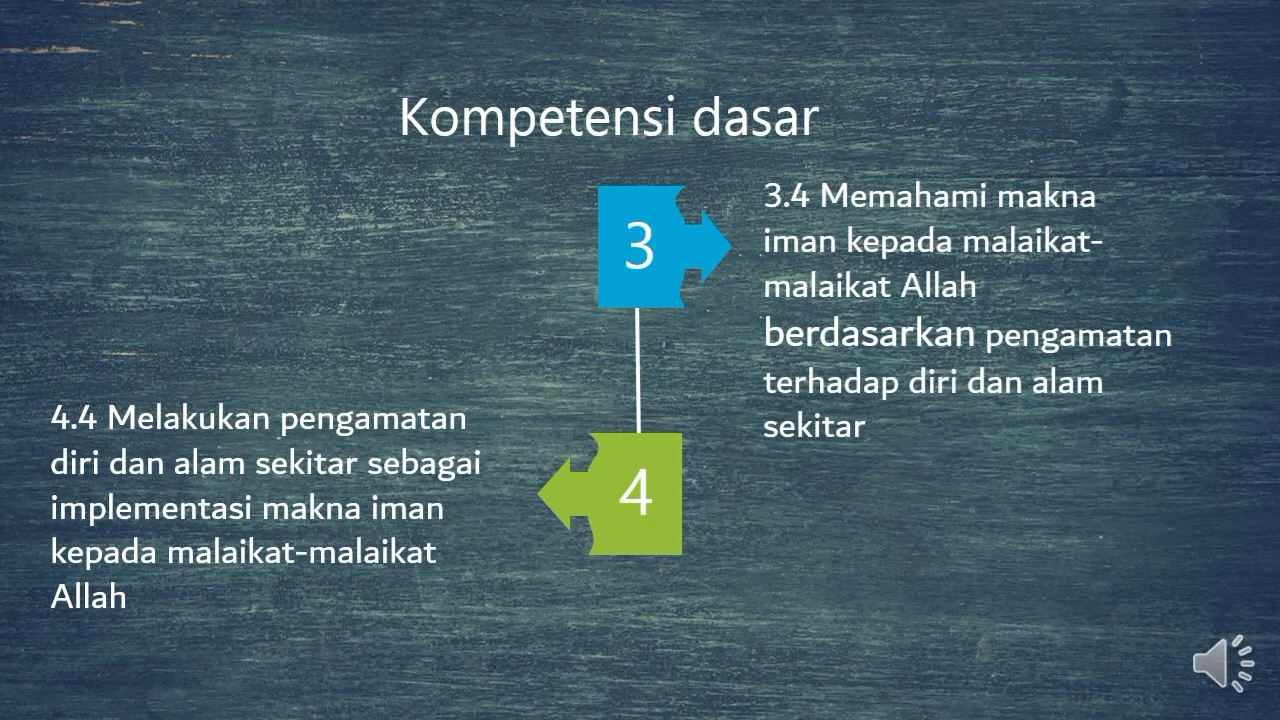 Kompetensi dasar
3
3.4 Memahami makna
iman kepada malaikat-
malaikat Allah
berdasarkan pengamatan
terhadap diri dan alam
sekitar
4
4.4 Melakukan pengamatan
diri dan alam sekitar sebagai
implementasi makna iman
kepada malaikat-malaikat
Allah